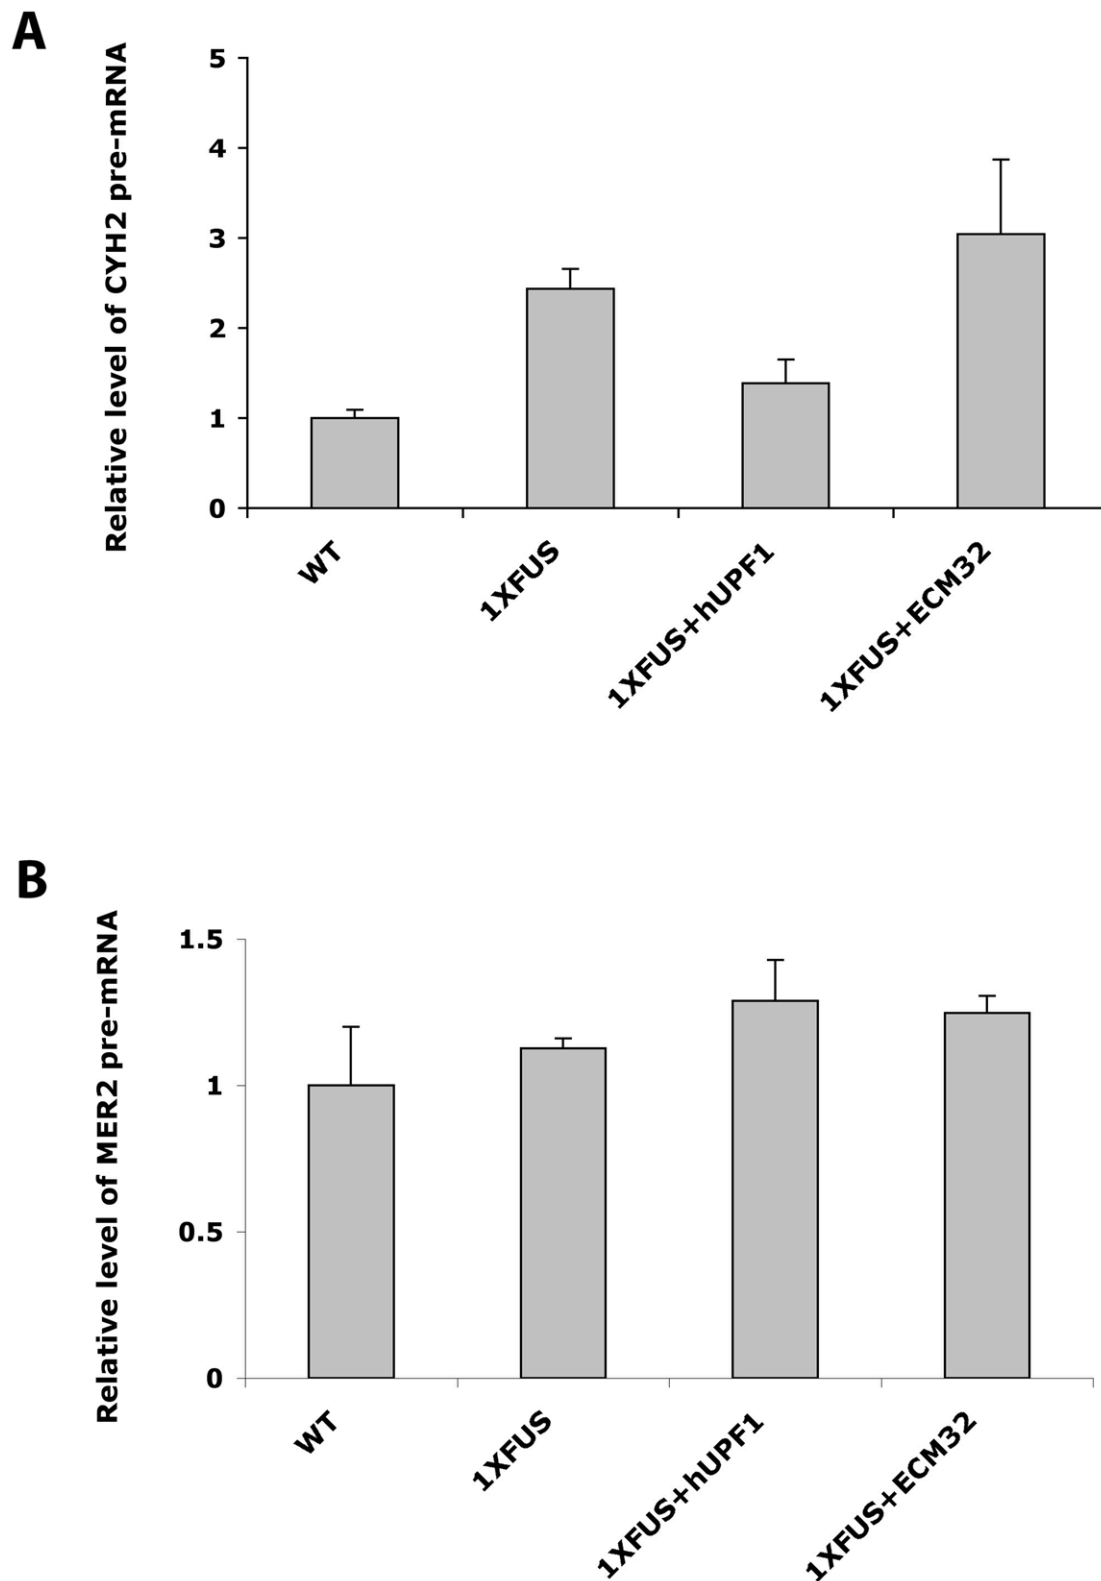 A
Relative level of CYH2 pre-mRNA
5
4
3
2
1
0
WT
1XFUS
1XFUS+hUPF1
1XFUS+ECM32
B
Relative level of MER2 pre-mRNA
1.5
1
0.5
0
WT
1XFUS
1XFUS+hUPF1
1XFUS+ECM32